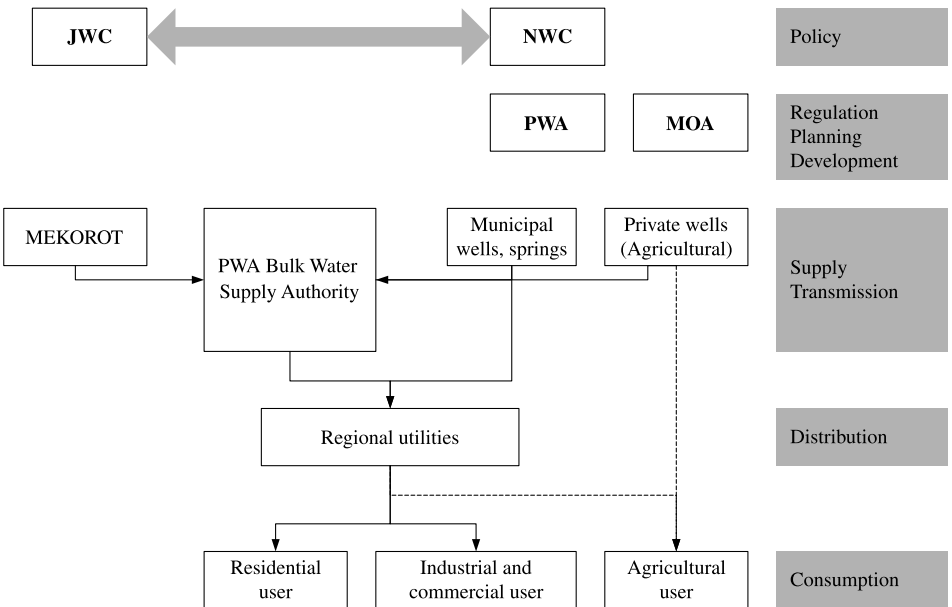 JWC
NWC
Policy
PWA
MOA
Regulation
Planning
Development
MEKOROT
PWA Bulk Water
Supply Authority
Municipal
wells, springs
Private wells
(Agricultural)
Supply
Transmission
Regional utilities
Distribution
Residential
user
Industrial and
commercial user
Agricultural
user
Consumption